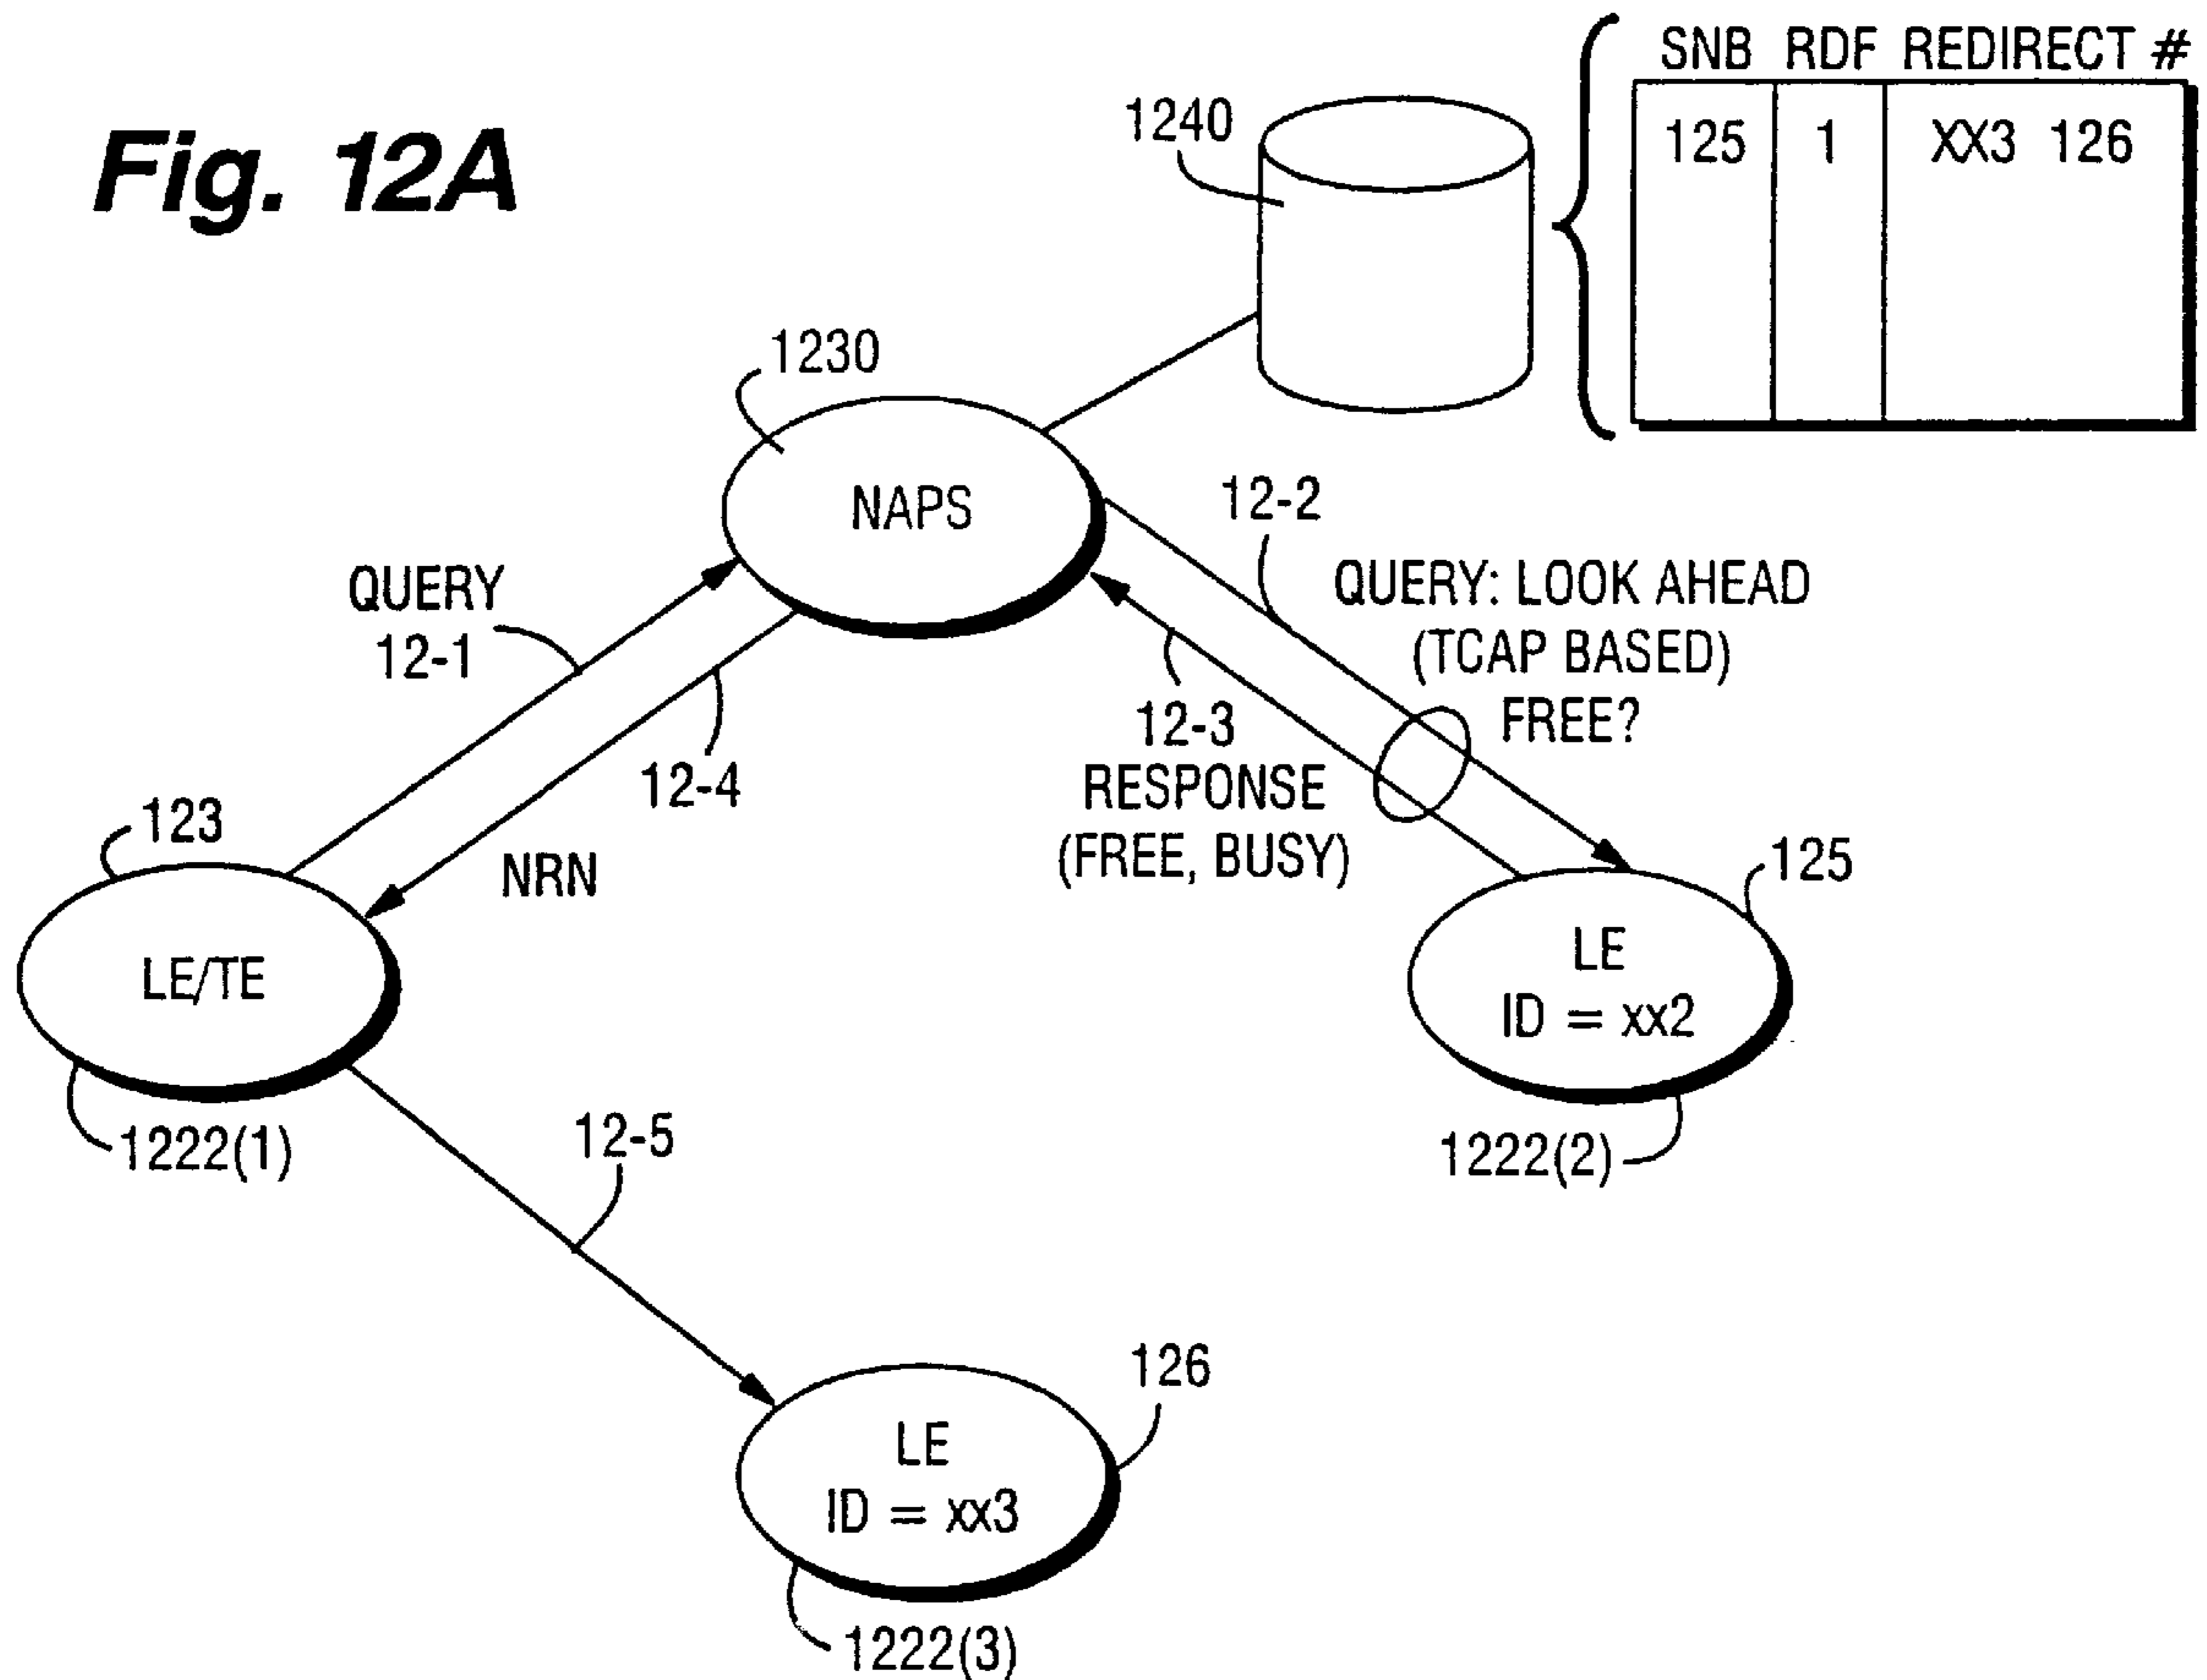 Fig. 12A
SNB RDF REDIRECT #
125 1 XX3 126
1240
1230
NAPS
12-2
QUERY: LOOK AHEAD
(TCAP BASED)
FREE?
QUERY
12-1
12-4
NRN
12-3
RESPONSE
(FREE, BUSY)
123
LE/TE
1222(1)
125
LE
ID = xx2
1222(2)
12-5
126
LE
ID = xx3
1222(3)